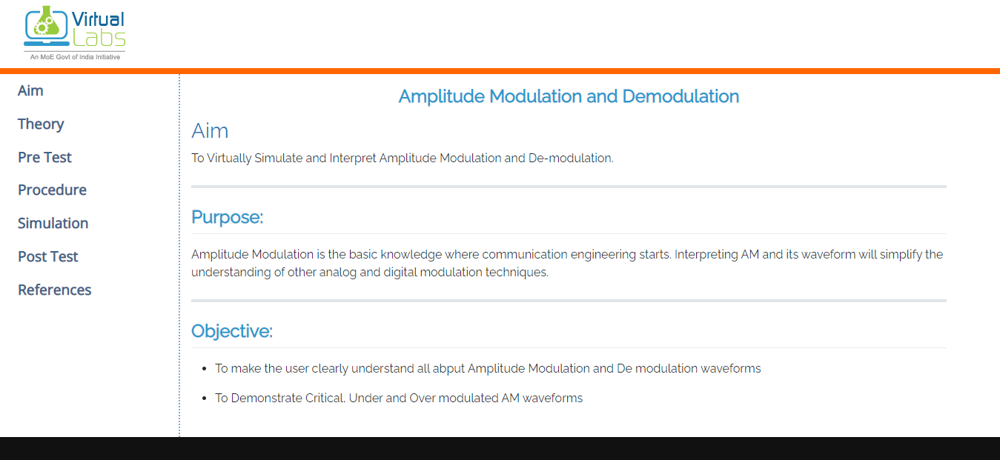 Virtual
Labs
An MoE Govt of India Initiative
Aim
Theory
Pre Test
Procedure
Simulation
Post Test
References
Amplitude Modulation and Demodulation
Aim
To Virtually Simulate and Interpret Amplitude Modulation and De-modulation.
Purpose:
Amplitude Modulation is the basic knowledge where communication engineering starts. Interpreting AM and its waveform will simplify the
understanding of other analog and digital modulation techniques.
Objective:
• To make the user clearly understand all abput Amplitude Modulation and De modulation waveforms
• To Demonstrate Critical, Under and Over modulated AM waveforms